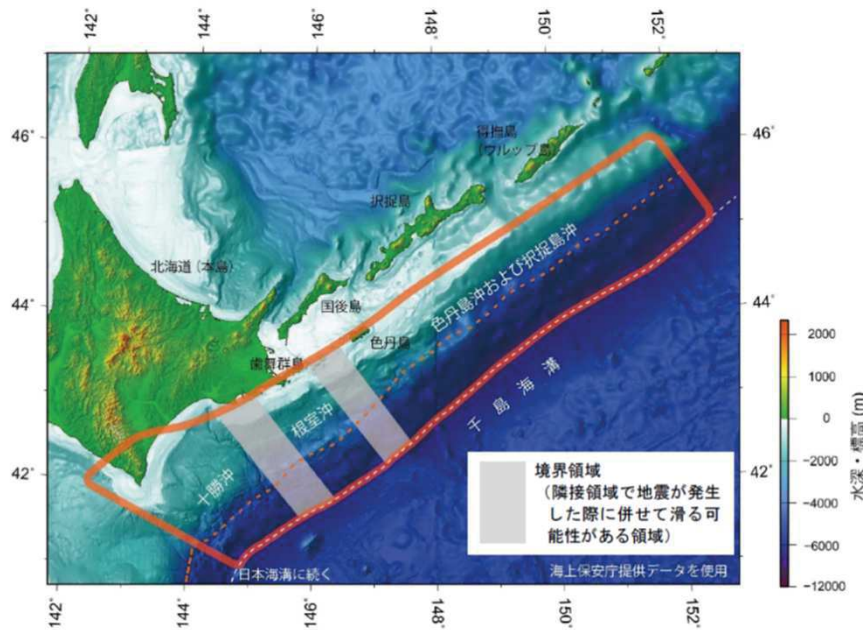 142°
144°
146°
148°
150°
152°
46°
46°
得撫島
(ウルップ島)
択捉島
北海道 (本島)
国後島
色丹島沖および択捉島沖
44°
44°
色丹島
歯舞群島
千島海溝
根室沖
十勝沖
42°
42°
境界領域
(隣接領域で地震が発生
した際に併せて滑る可
能性がある領域)
日本海溝に続く
海上保安庁提供データを使用
142°
144°
146°
148°
150°
152°
2000
1000
0
-2000
-4000
-6000
-12000
水深・標高 (m)